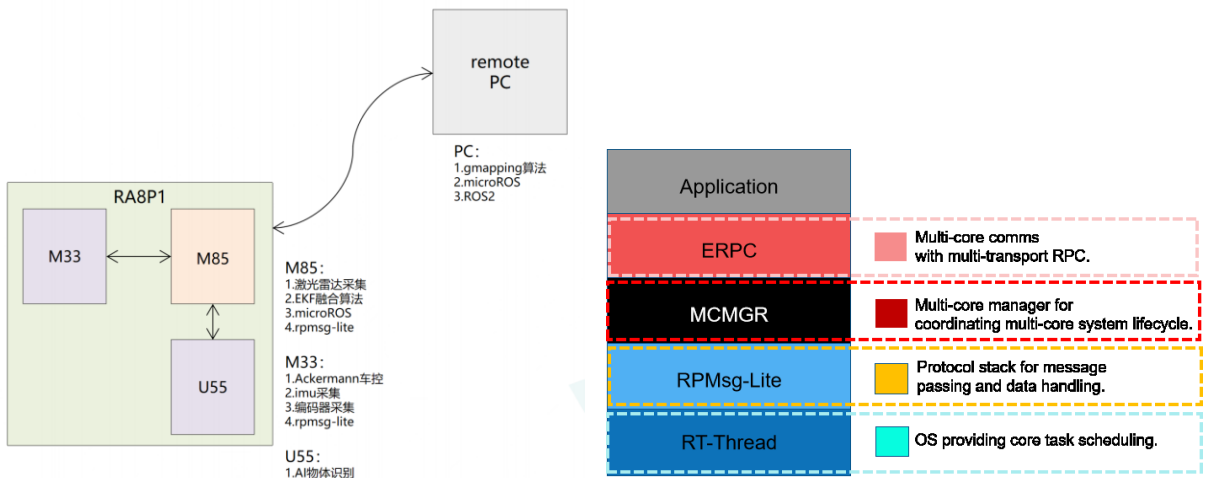 remote
PC
PC：
1.gmapping算法
2.microROS
3.ROS2
RA8P1
M33
M85
U55
M85：
1.激光雷达采集
2.EKF融合算法
3.microROS
4.rpmsg-lite
M33：
1.Ackermann车控
2.imu采集
3.编码器采集
4.rpmsg-lite
U55：
1.AI物体识别
Application
ERPC
Multi-core comms
with multi-transport RPC.
MCMGR
Multi-core manager for
coordinating multi-core system lifecycle.
RPMsg-Lite
Protocol stack for message
passing and data handling.
RT-Thread
OS providing core task scheduling.